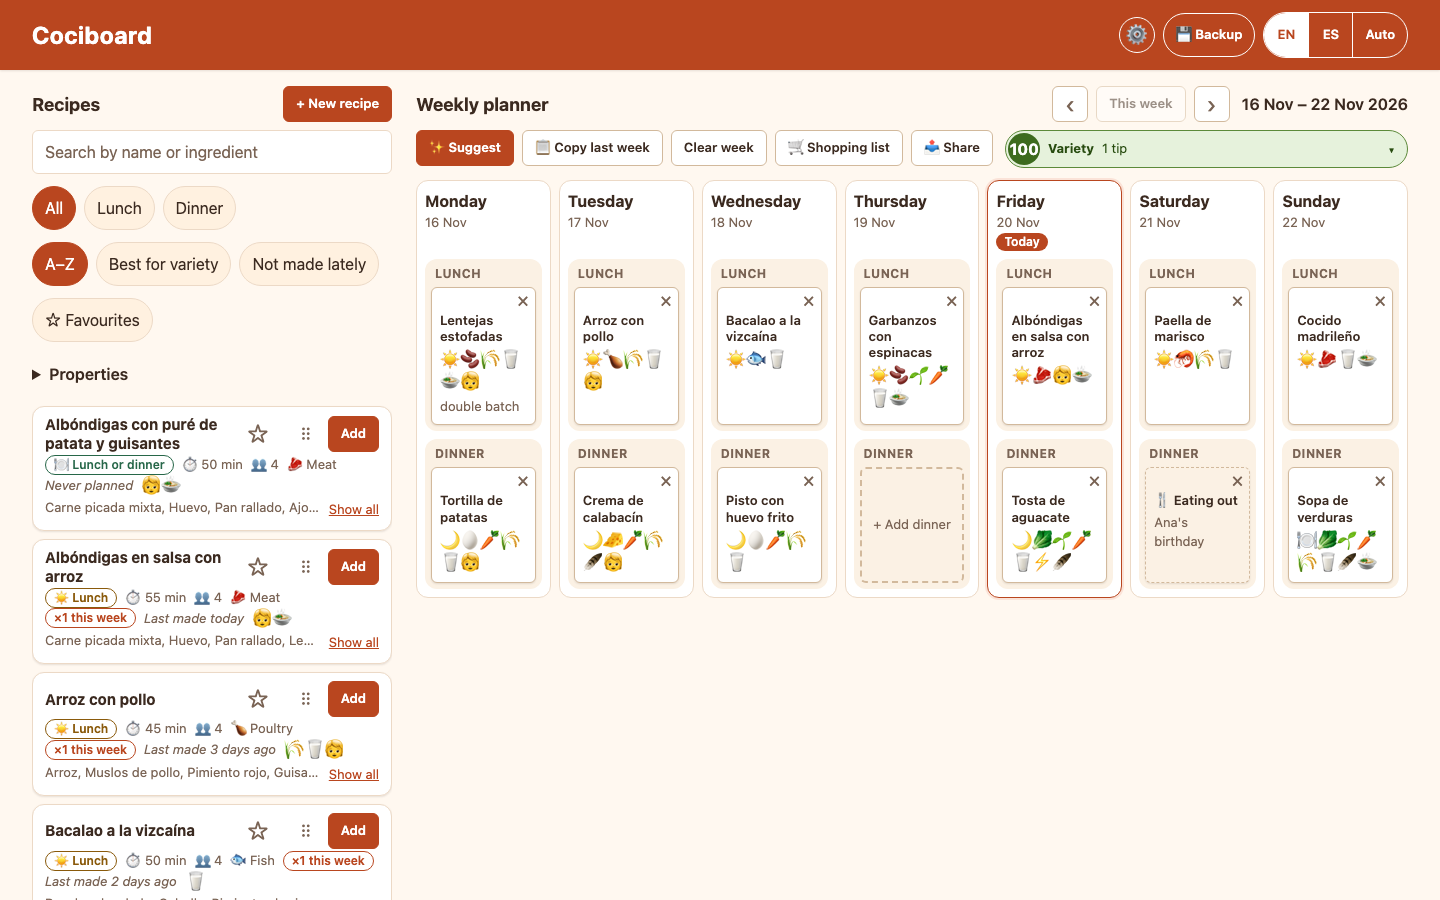 Cociboard
Backup
EN
ES
Auto
Recipes
+ New recipe
Search by name or ingredient
All
Lunch
Dinner
A–Z
Best for variety
Not made lately
☆ Favourites
▶ Properties
Albóndigas con puré de
patata y guisantes
Add
Lunch or dinner
50 min
4
Meat
Never planned
Carne picada mixta, Huevo, Pan rallado, Ajo...
Show all
Albóndigas en salsa con
arroz
Add
Lunch
55 min
4
Meat
×1 this week
Last made today
Carne picada mixta, Huevo, Pan rallado, Le...
Show all
Arroz con pollo
Add
Lunch
45 min
4
Poultry
×1 this week
Last made 3 days ago
Arroz, Muslos de pollo, Pimiento rojo, Guisa...
Show all
Bacalao a la vizcaína
Add
Lunch
50 min
4
Fish
×1 this week
Last made 2 days ago
Weekly planner
‹
This week
›
16 Nov – 22 Nov 2026
Suggest
Copy last week
Clear week
Shopping list
Share
100
Variety
1 tip
Monday
16 Nov
LUNCH
Lentejas
estofadas
double batch
DINNER
Tortilla de
patatas
Tuesday
17 Nov
LUNCH
Arroz con
pollo
DINNER
Crema de
calabacín
Wednesday
18 Nov
LUNCH
Bacalao a la
vizcaína
DINNER
Pisto con
huevo frito
Thursday
19 Nov
LUNCH
Garbanzos
con
espinacas
DINNER
+ Add dinner
Friday
20 Nov
Today
LUNCH
Albóndigas
en salsa con
arroz
DINNER
Tosta de
aguacate
Saturday
21 Nov
LUNCH
Paella de
marisco
DINNER
Eating out
Ana's
birthday
Sunday
22 Nov
LUNCH
Cocido
madrileño
DINNER
Sopa de
verduras